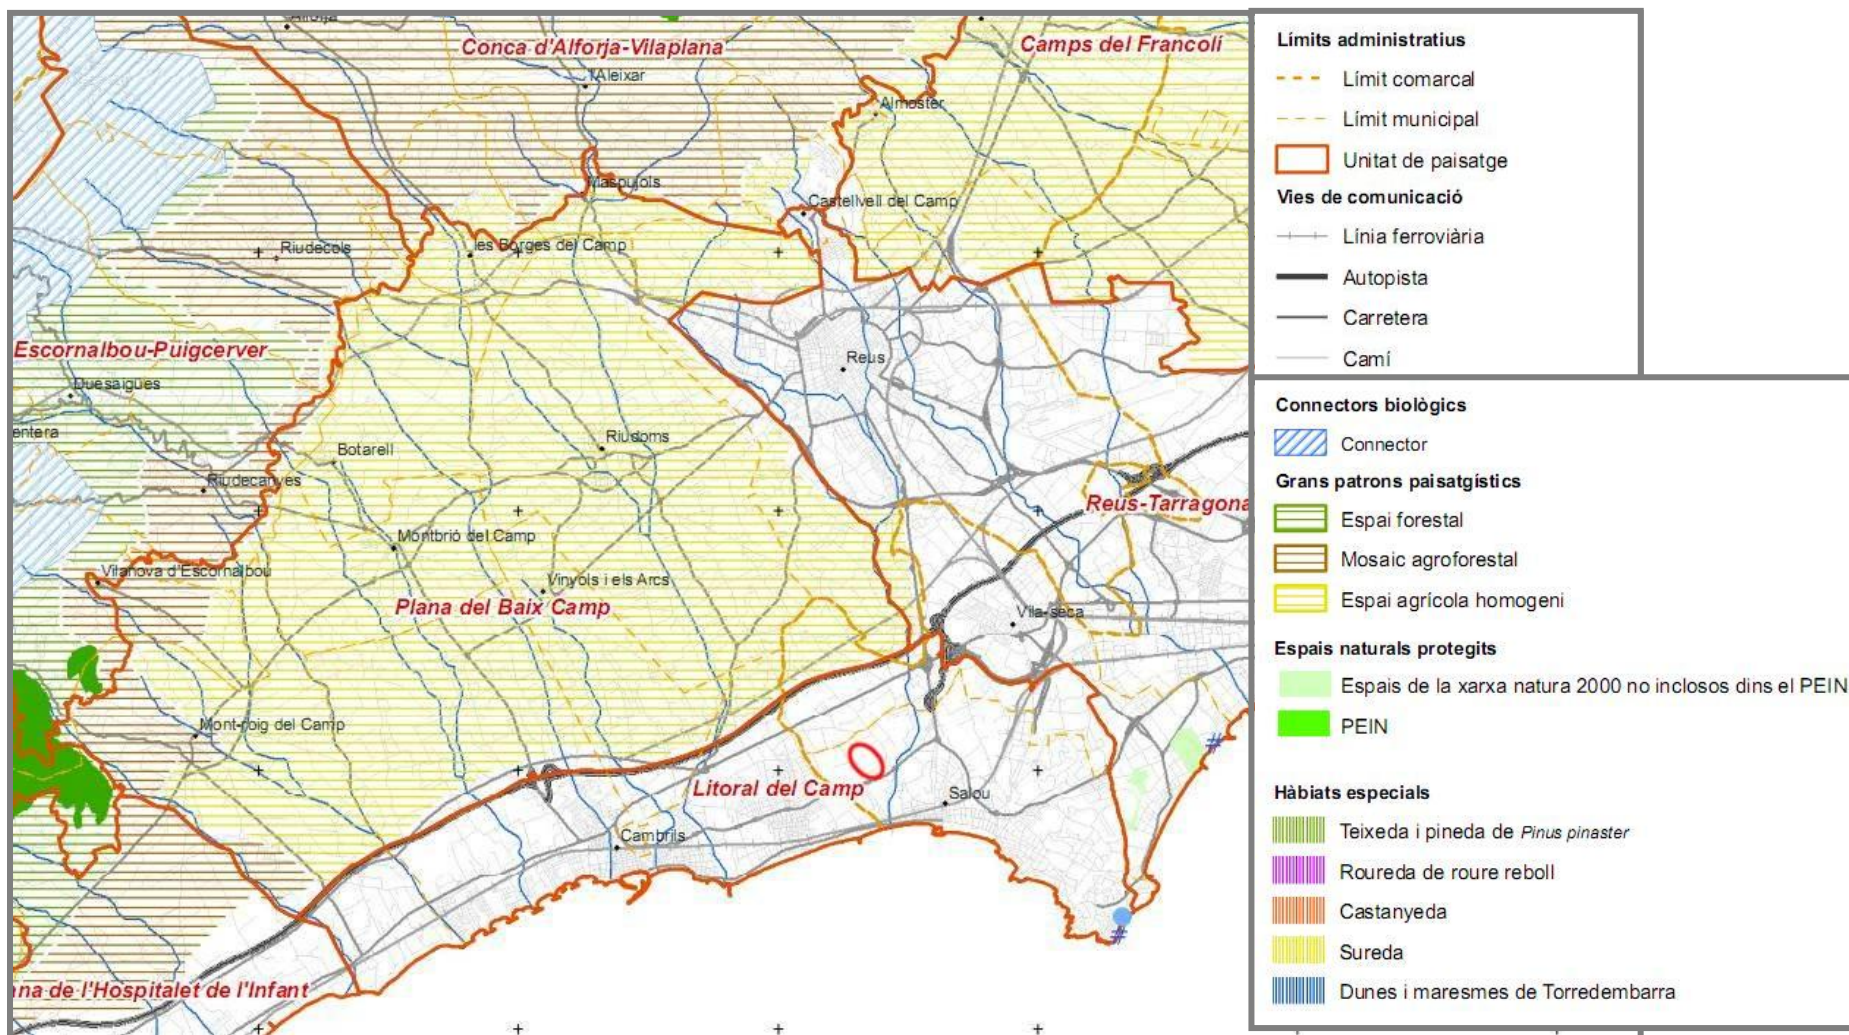 Alforja
Conca d'Alforja-Vilaplana
Camps del Francolí
l'Aleixar
Almoster
Maspujols
Castellvell del Camp
Riudecols
les Borges del Camp
Escornalbou-Puigcerver
Reus
Duesaigües
entera
Riudoms
Botarell
Riudecanyes
Reus-Tarragona
Montbrió del Camp
Vilanova d'Escornalbou
Vinyols i els Arcs
Plana del Baix Camp
Vila-seca
Mont-roig del Camp
Litoral del Camp
Salou
Cambrils
ana de l'Hospitalet de l'Infant
Límits administratius
Límit comarcal
Límit municipal
Unitat de paisatge
Vies de comunicació
Línia ferroviària
Autopista
Carretera
Camí
Connectors biològics
Connector
Grans patrons paisatgístics
Espai forestal
Mosaic agroforestal
Espai agrícola homogeni
Espais naturals protegits
Espais de la xarxa natura 2000 no inclosos dins el PEIN
PEIN
Hàbiats especials
Teixeda i pineda de Pinus pinaster
Roureda de roure reboll
Castanyeda
Sureda
Dunes i maresmes de Torredembarra